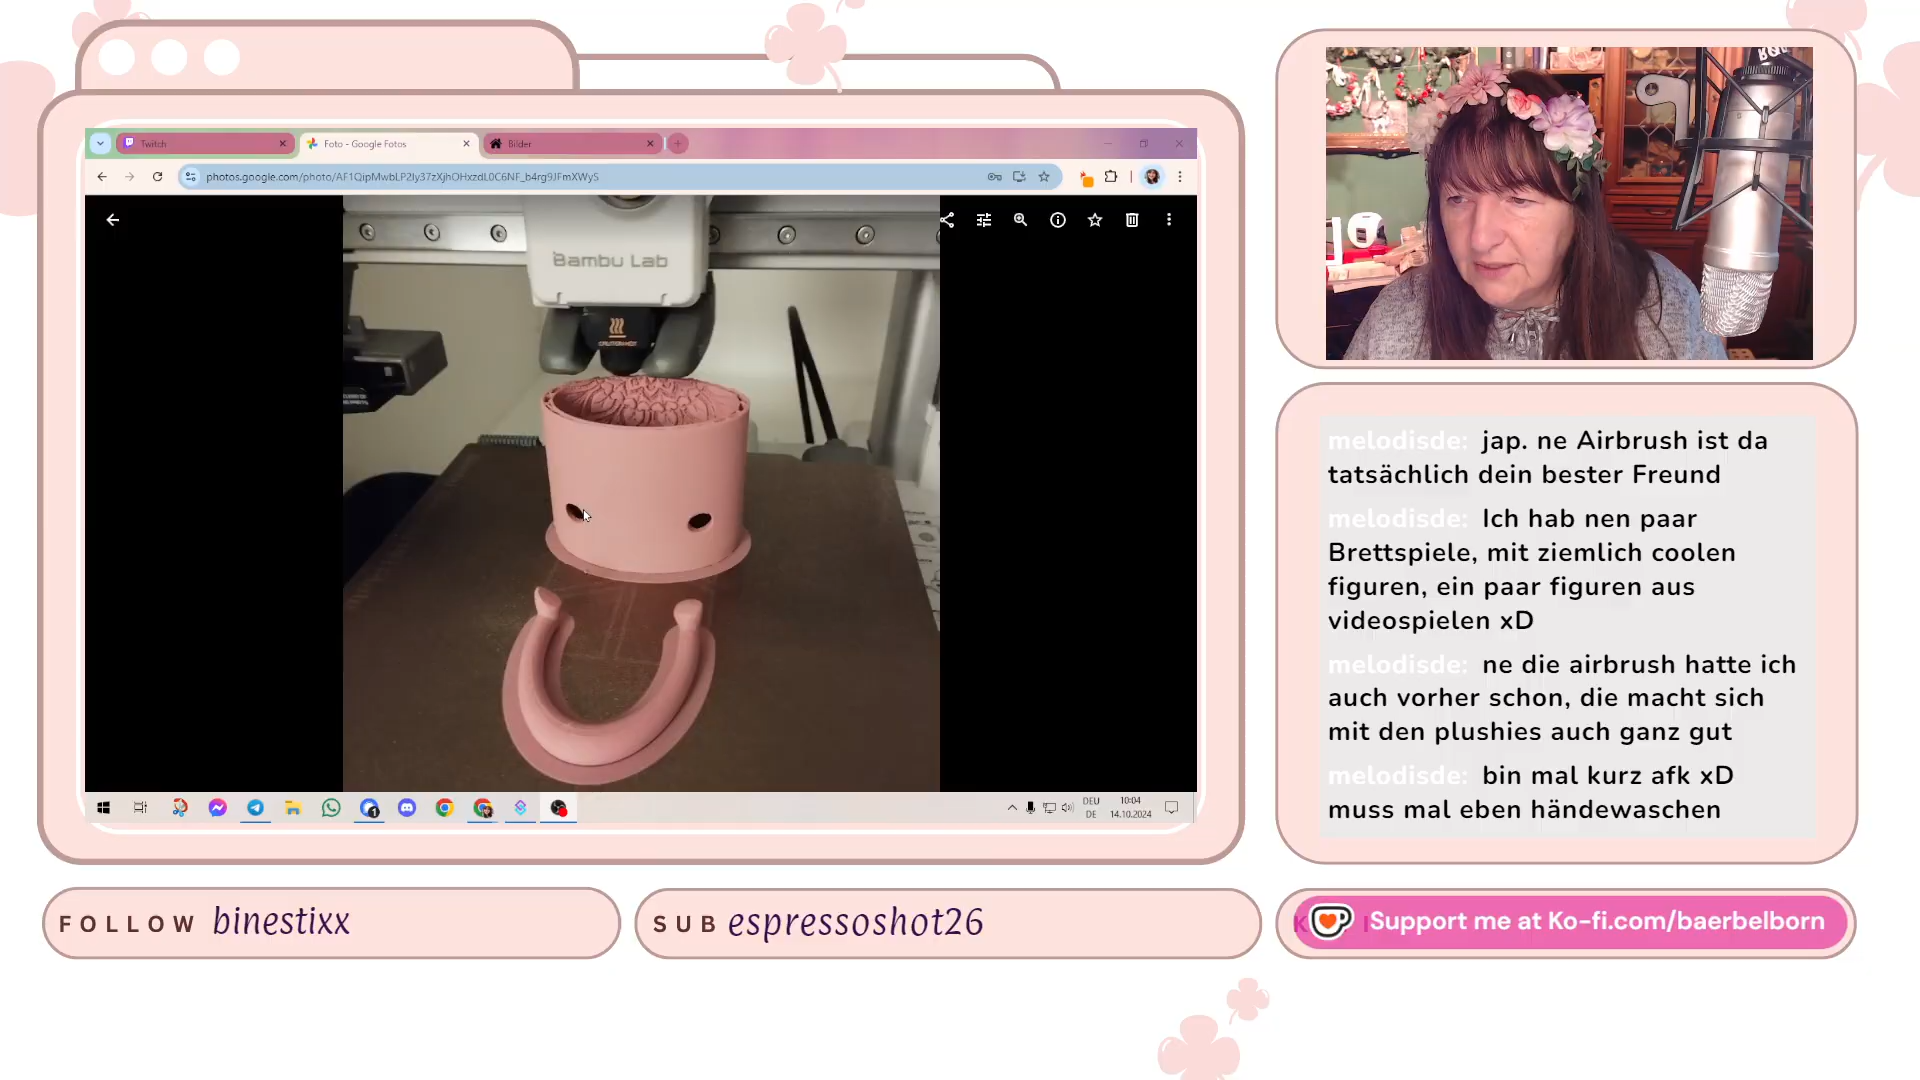 Twitch
Foto - Google Fotos
Bilder
photos.google.com/photo/AF1QipMwbLP2Iy37zXjhOHxzdL0C6NF_b4rg9JFmXWyS
Bambu Lab
melodisde: jap. ne Airbrush ist da
tatsächlich dein bester Freund
melodisde: Ich hab nen paar
Brettspiele, mit ziemlich coolen
figuren, ein paar figuren aus
videospielen xD
melodisde: ne die airbrush hatte ich
auch vorher schon, die macht sich
mit den plushies auch ganz gut
melodisde: bin mal kurz afk xD
muss mal eben händewaschen
DEU
DE
10:04
14.10.2024
FOLLOW binestixx
SUB espressoshot26
Support me at Ko-fi.com/baerbelborn